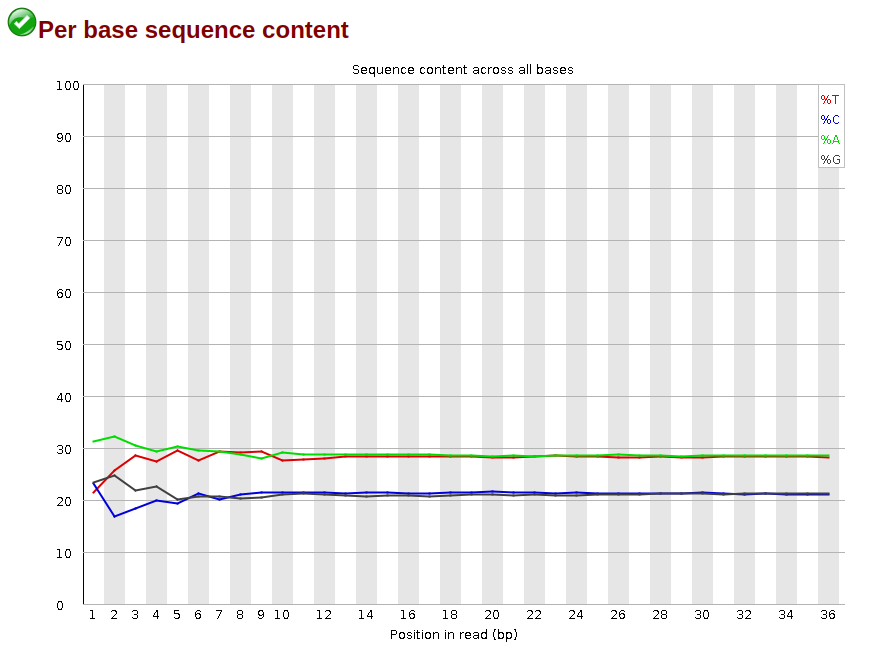 Per base sequence content
Sequence content across all bases
%T
%C
%A
%G
100
90
80
70
60
50
40
30
20
10
0
1 2 3 4 5 6 7 8 9 10 12 14 16 18 20 22 24 26 28 30 32 34 36
Position in read (bp)